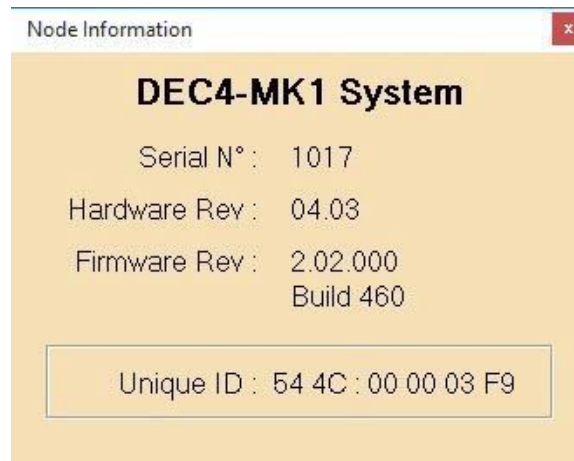 Node Information
x
DEC4-MK1 System
Serial N° : 1017
Hardware Rev : 04.03
Firmware Rev : 2.02.000
Build 460
Unique ID : 54 4C : 00 00 03 F9